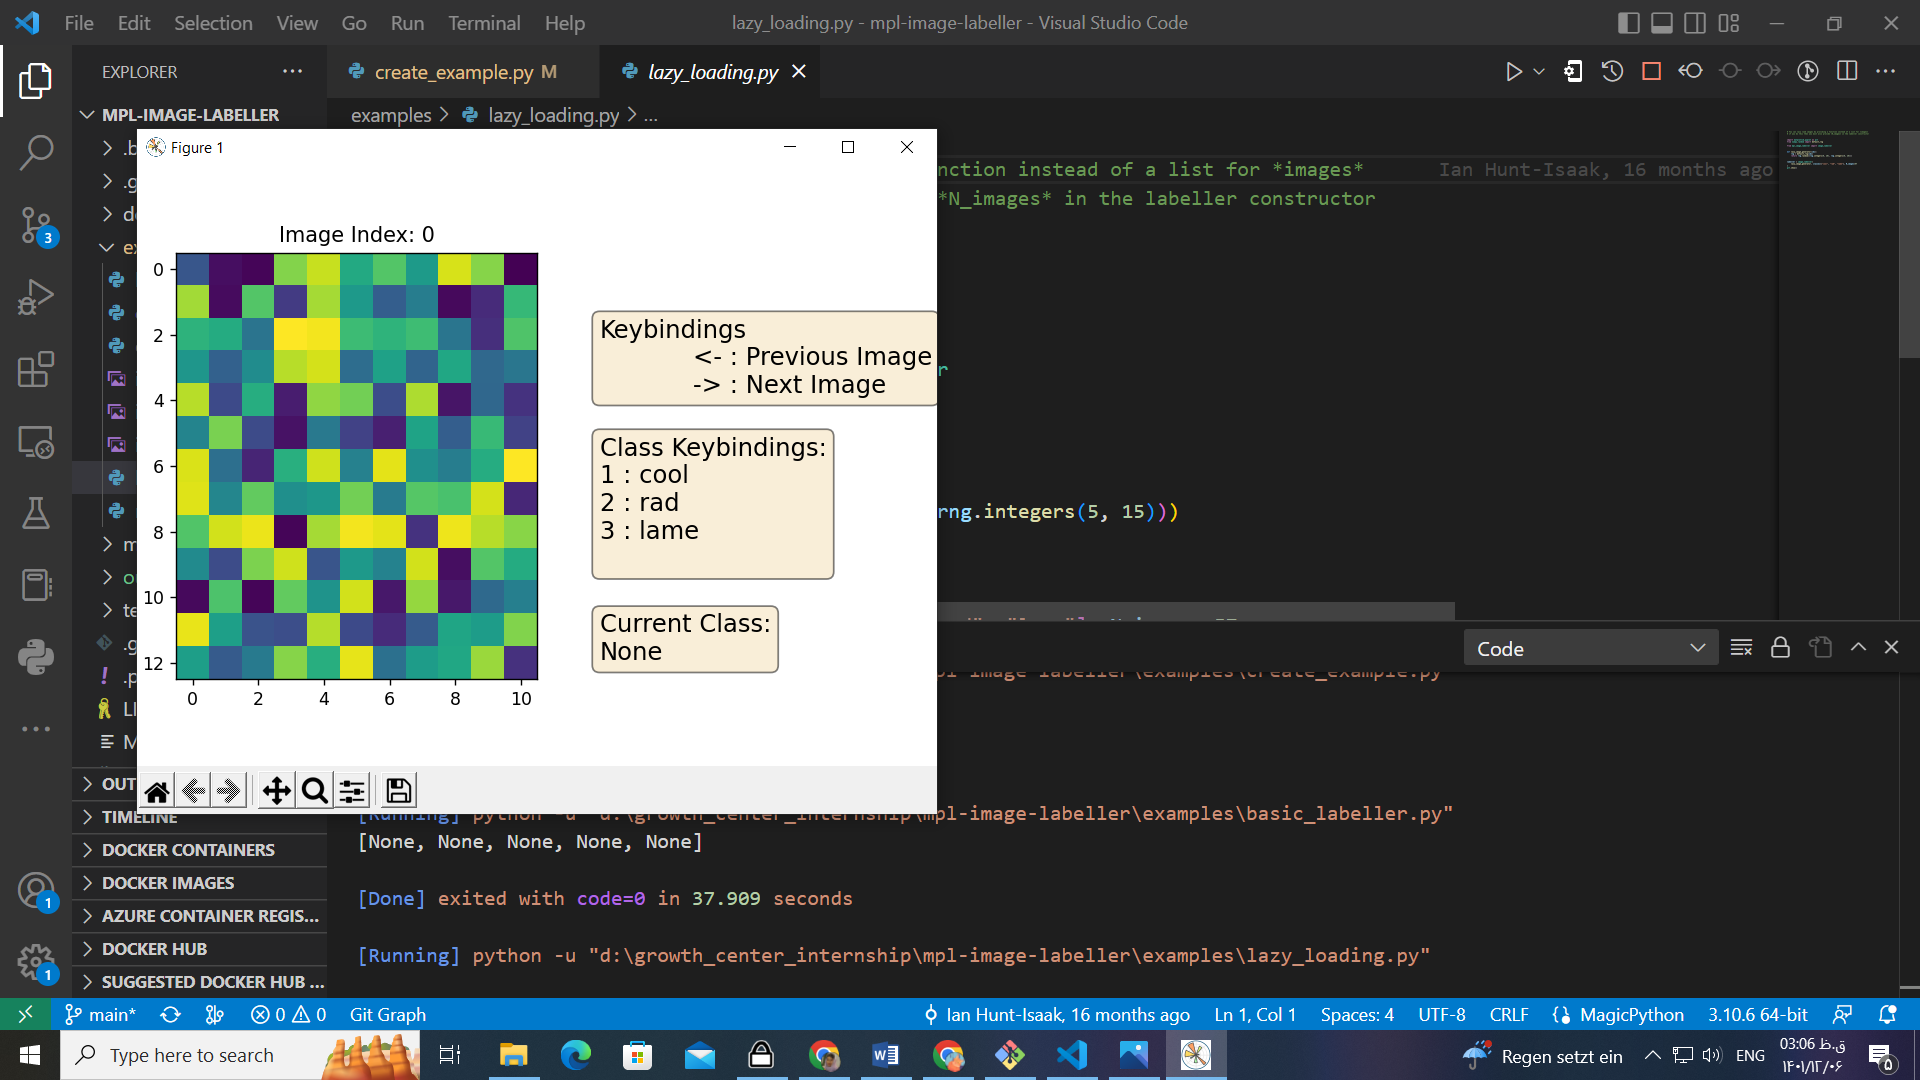 File Edit Selection View Go Run Terminal Help
lazy_loading.py - mpl-image-labeller - Visual Studio Code
EXPLORER
create_example.py M
lazy_loading.py
MPL-IMAGE-LABELLER
examples > lazy_loading.py > ...
Figure 1
nction instead of a list for *images*
Ian Hunt-Isaak, 16 months ago
*N_images* in the labeller constructor
Image Index: 0
0
2
4
6
8
10
12
0 2 4 6 8 10
Keybindings
<- : Previous Image
-> : Next Image
Class Keybindings:
1 : cool
2 : rad
3 : lame
Current Class:
None
r
rng.integers(5, 15)))
Code
[Running] python -u "d:\growth_center_internship\mpl-image-labeller\examples\basic_labeller.py"
[None, None, None, None, None]
[Done] exited with code=0 in 37.909 seconds
[Running] python -u "d:\growth_center_internship\mpl-image-labeller\examples\lazy_loading.py"
OUT
TIMELINE
DOCKER CONTAINERS
DOCKER IMAGES
AZURE CONTAINER REGIS...
DOCKER HUB
SUGGESTED DOCKER HUB ...
3
1
1
main* 0 0 Git Graph
Ian Hunt-Isaak, 16 months ago Ln 1, Col 1 Spaces: 4 UTF-8 CRLF MagicPython 3.10.6 64-bit
Type here to search
Regen setzt ein
ENG
03:06 ق.ظ
۱۴۰۱/۱۲/۰۶
۵